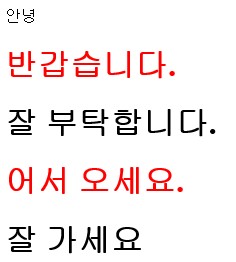 안녕
반갑습니다.
잘 부탁합니다.
어서 오세요.
잘 가세요